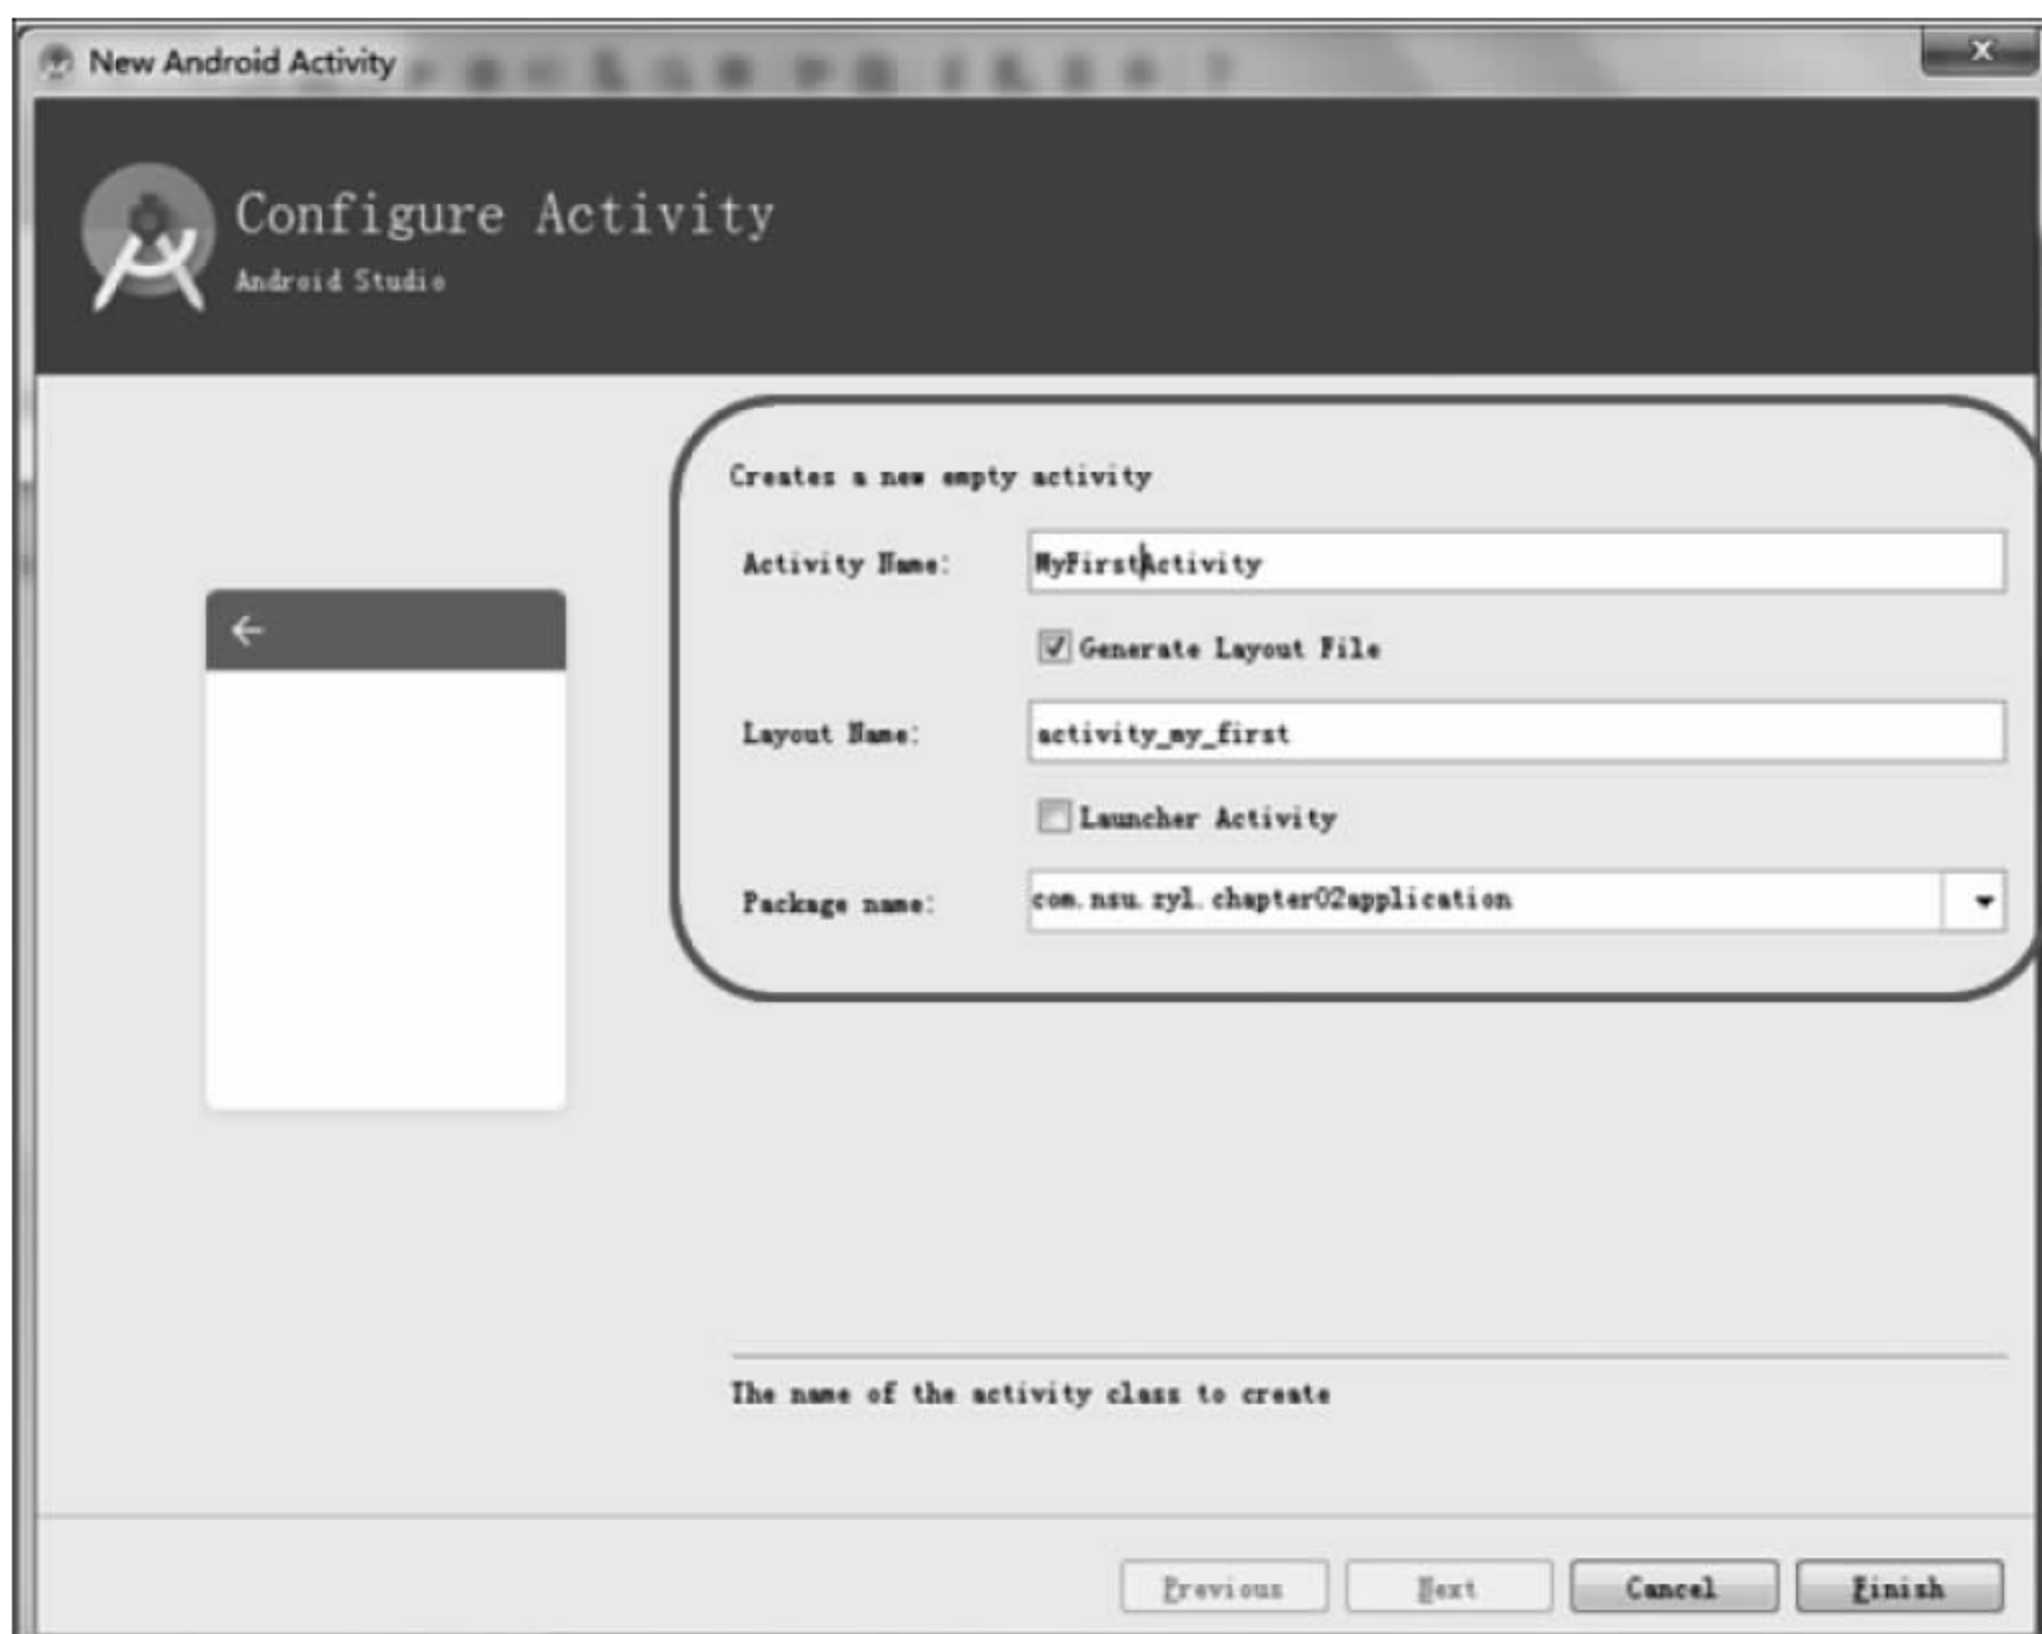 New Android Activity
Configure Activity
Android Studio
Creates a new empty activity
Activity Name:
MyFirstActivity
Generate Layout File
Layout Name:
activity_my_first
Launcher Activity
Package name:
com.nsu.zyl.chapter02application
The name of the activity class to create
Previous
Next
Cancel
Finish